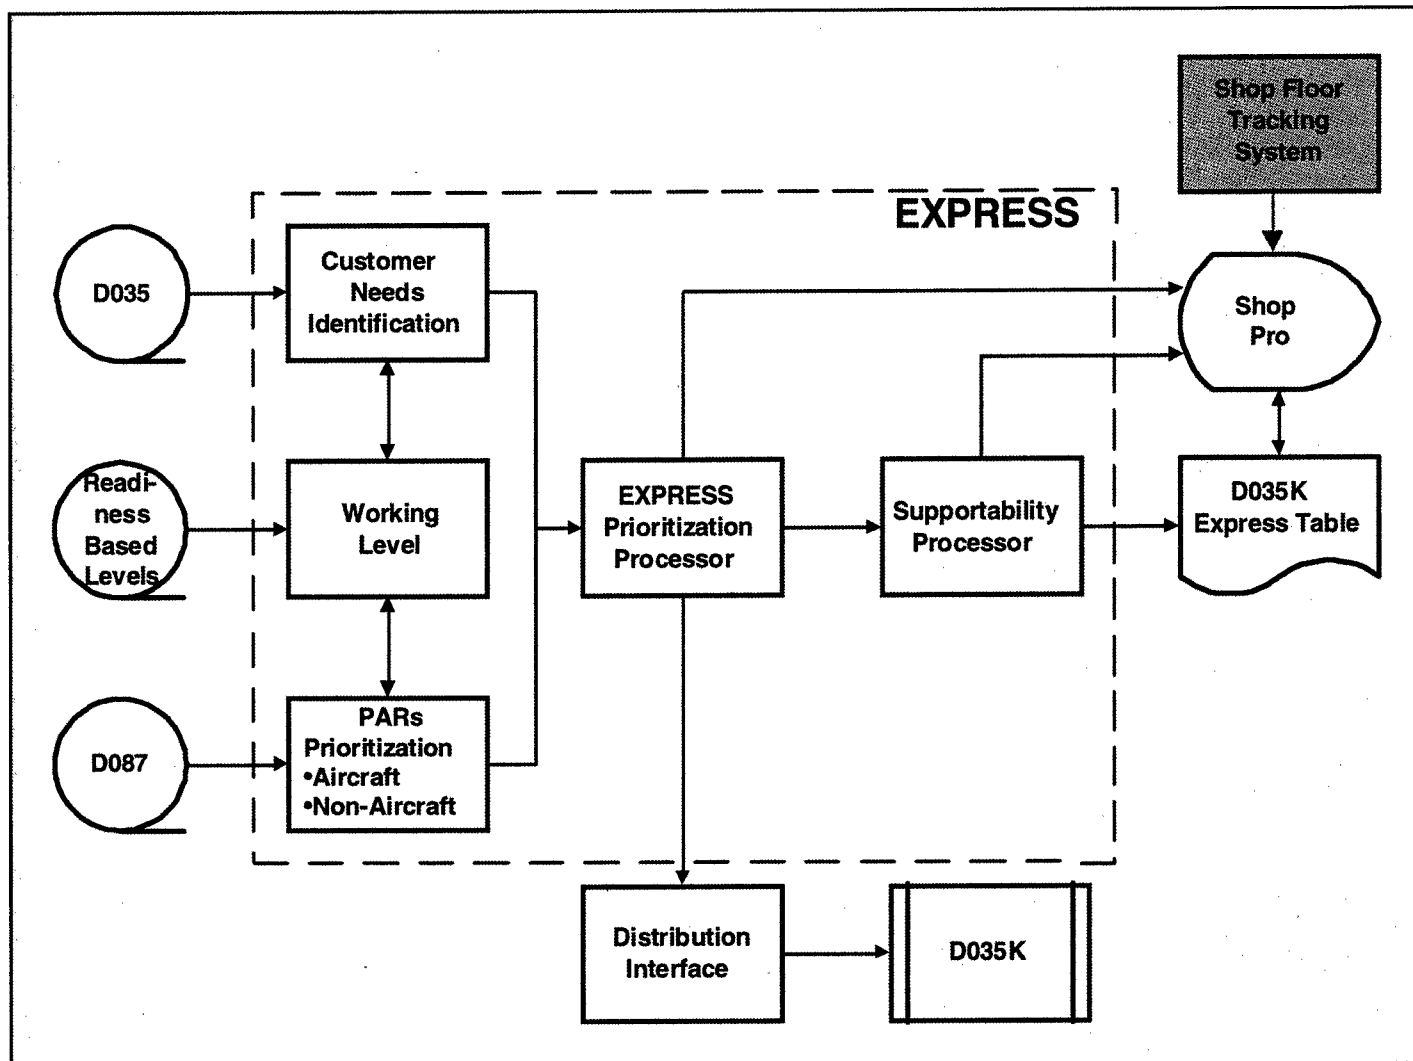 Shop Floor
Tracking
System
EXPRESS
D035
Customer
Needs
Identification
Shop
Pro
Readi-
ness
Based
Levels
Working
Level
EXPRESS
Prioritization
Processor
Supportability
Processor
D035K
Express Table
D087
PARs
Prioritization
•Aircraft
•Non-Aircraft
Distribution
Interface
D035K